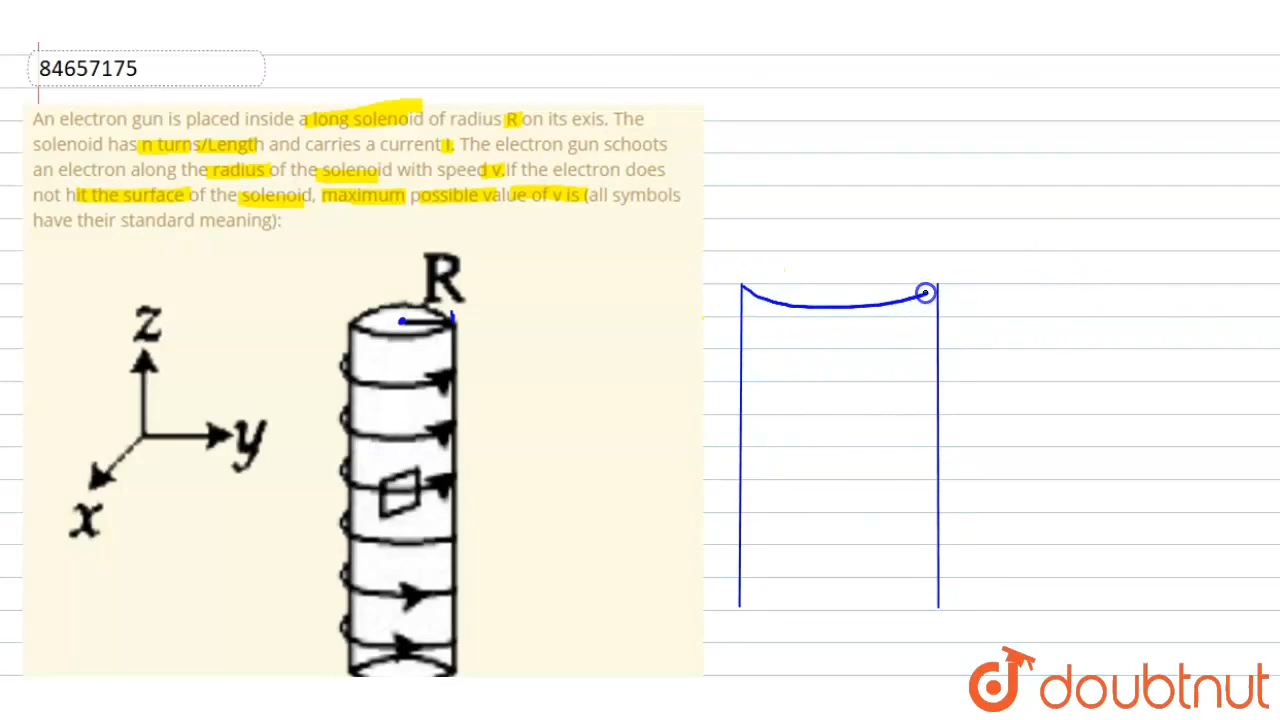 84657175
An electron gun is placed inside a long solenoid of radius R on its exis. The
solenoid has n turns/Length and carries a current I. The electron gun schoots
an electron along the radius of the solenoid with speed v.If the electron does
not hit the surface of the solenoid, maximum possible value of v is (all symbols
have their standard meaning):
R
z
y
x
doubtnut